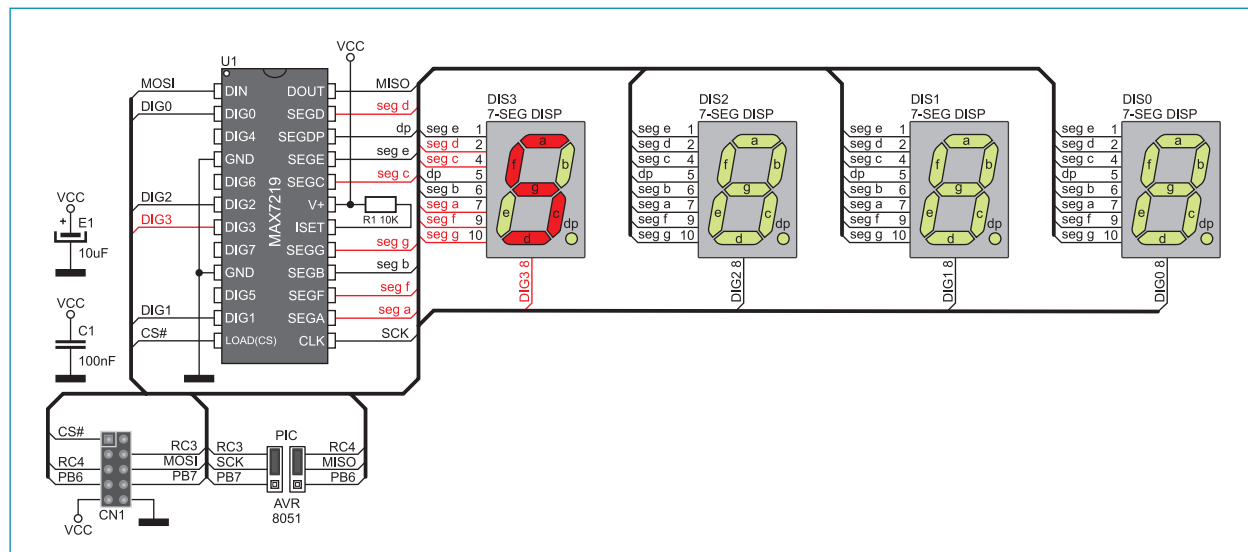 U1
VCC
MOSI DIN DOUT MISO
DIG0 DIG0 SEGD seg d
DIG4 SEGDP dp
GND SEGE seg e
DIG6 SEGC seg c
DIG2 DIG2 V+
R1 10K
DIG3 DIG3 ISET
DIG7 SEGG seg g
GND SEGB seg b
DIG5 SEGF seg f
DIG1 DIG1 SEGA seg a
CS# LOAD(CS) CLK SCK
MAX7219
VCC
+ E1
10uF
VCC
C1
100nF
DIS3
7-SEG DISP
seg e 1
seg d 2
seg c 4
dp 5
seg b 6
seg a 7
seg f 9
seg g 10
a
f b
g
e c
d dp
DIG3 8
DIS2
7-SEG DISP
seg e 1
seg d 2
seg c 4
dp 5
seg b 6
seg a 7
seg f 9
seg g 10
a
f b
g
e c
d dp
DIG2 8
DIS1
7-SEG DISP
seg e 1
seg d 2
seg c 4
dp 5
seg b 6
seg a 7
seg f 9
seg g 10
a
f b
g
e c
d dp
DIG1 8
DIS0
7-SEG DISP
seg e 1
seg d 2
seg c 4
dp 5
seg b 6
seg a 7
seg f 9
seg g 10
a
f b
g
e c
d dp
DIG0 8
CS#
RC3
RC4 MOSI
PB6 PB7
VCC CN1
PIC
RC3 RC4
SCK MISO
PB7 PB6
AVR
8051